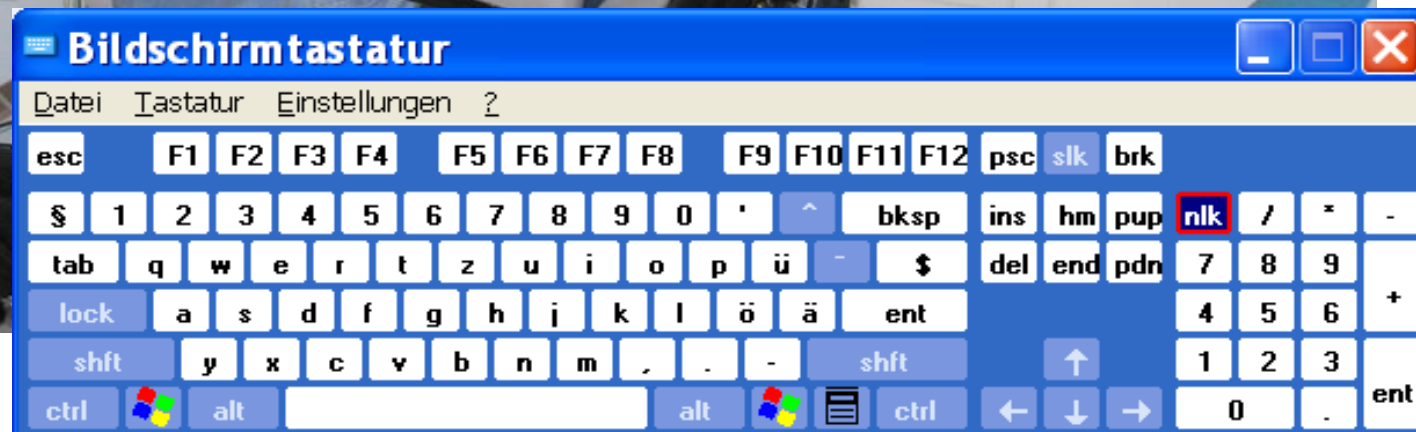 Bildschirmtastatur
Datei Tastatur Einstellungen ?
esc F1 F2 F3 F4 F5 F6 F7 F8 F9 F10 F11 F12 psc slk brk
§ 1 2 3 4 5 6 7 8 9 0 ' ^ bksp ins hm pup nlk / * -
tab q w e r t z u i o p ü ¨ $ del end pdn 7 8 9
lock a s d f g h j k l ö ä ent 4 5 6 +
shft y x c v b n m , . - shft ↑ 1 2 3
ctrl alt alt ctrl ← ↓ → 0 . ent